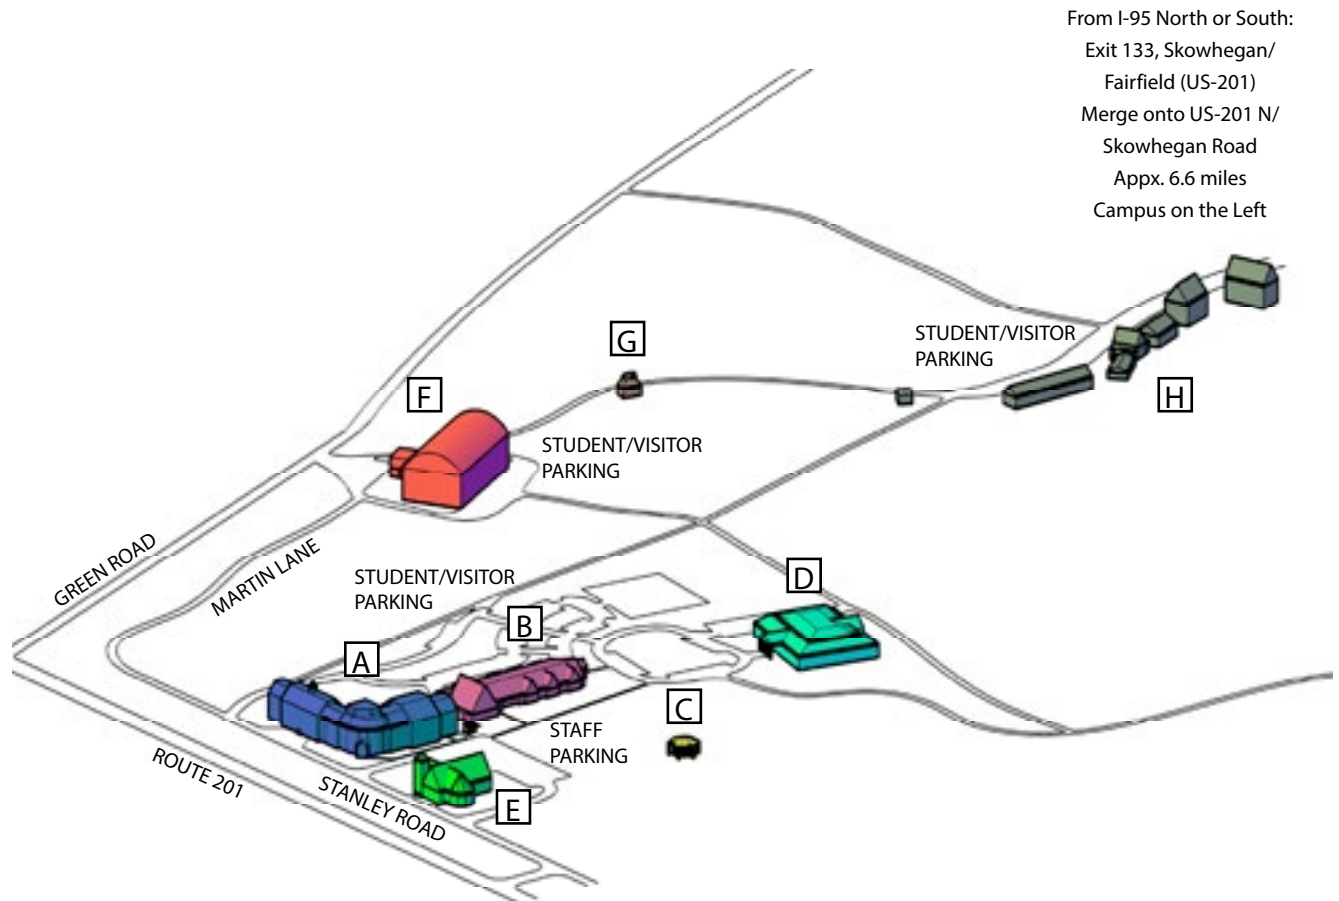 From I-95 North or South:
Exit 133, Skowhegan/
Fairfield (US-201)
Merge onto US-201 N/
Skowhegan Road
Appx. 6.6 miles
Campus on the Left
G
STUDENT/VISITOR
PARKING
F
H
STUDENT/VISITOR
PARKING
GREEN ROAD
MARTIN LANE
STUDENT/VISITOR
PARKING
D
B
A
C
STAFF
PARKING
ROUTE 201
STANLEY ROAD
E